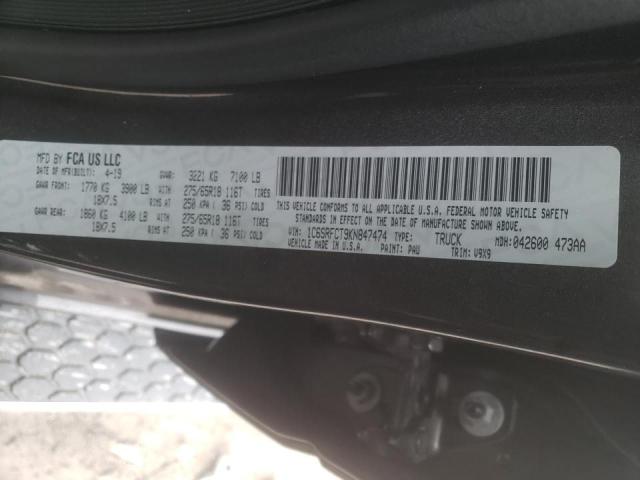 MFD BY FCA US LLC
DATE OF MFR(BUILT): 4-19 GVWR: 3221 KG 7100 LB
GAWR FRONT: 1770 KG 3900 LB WITH 275/65R18 116T TIRES
18X7.5 RIMS AT 250 KPA ( 36 PSI) COLD
GAWR REAR: 1860 KG 4100 LB WITH 275/65R18 116T TIRES
18X7.5 RIMS AT 250 KPA ( 36 PSI) COLD
THIS VEHICLE CONFORMS TO ALL APPLICABLE U.S.A. FEDERAL MOTOR VEHICLE SAFETY
STANDARDS IN EFFECT ON THE DATE OF MANUFACTURE SHOWN ABOVE.
VIN: 1C6SRFCT9KN847474 TYPE: TRUCK MDH: 042600 473AA
VEHICLE MADE IN: U.S.A. PAINT: PAU TRIM: V9X9